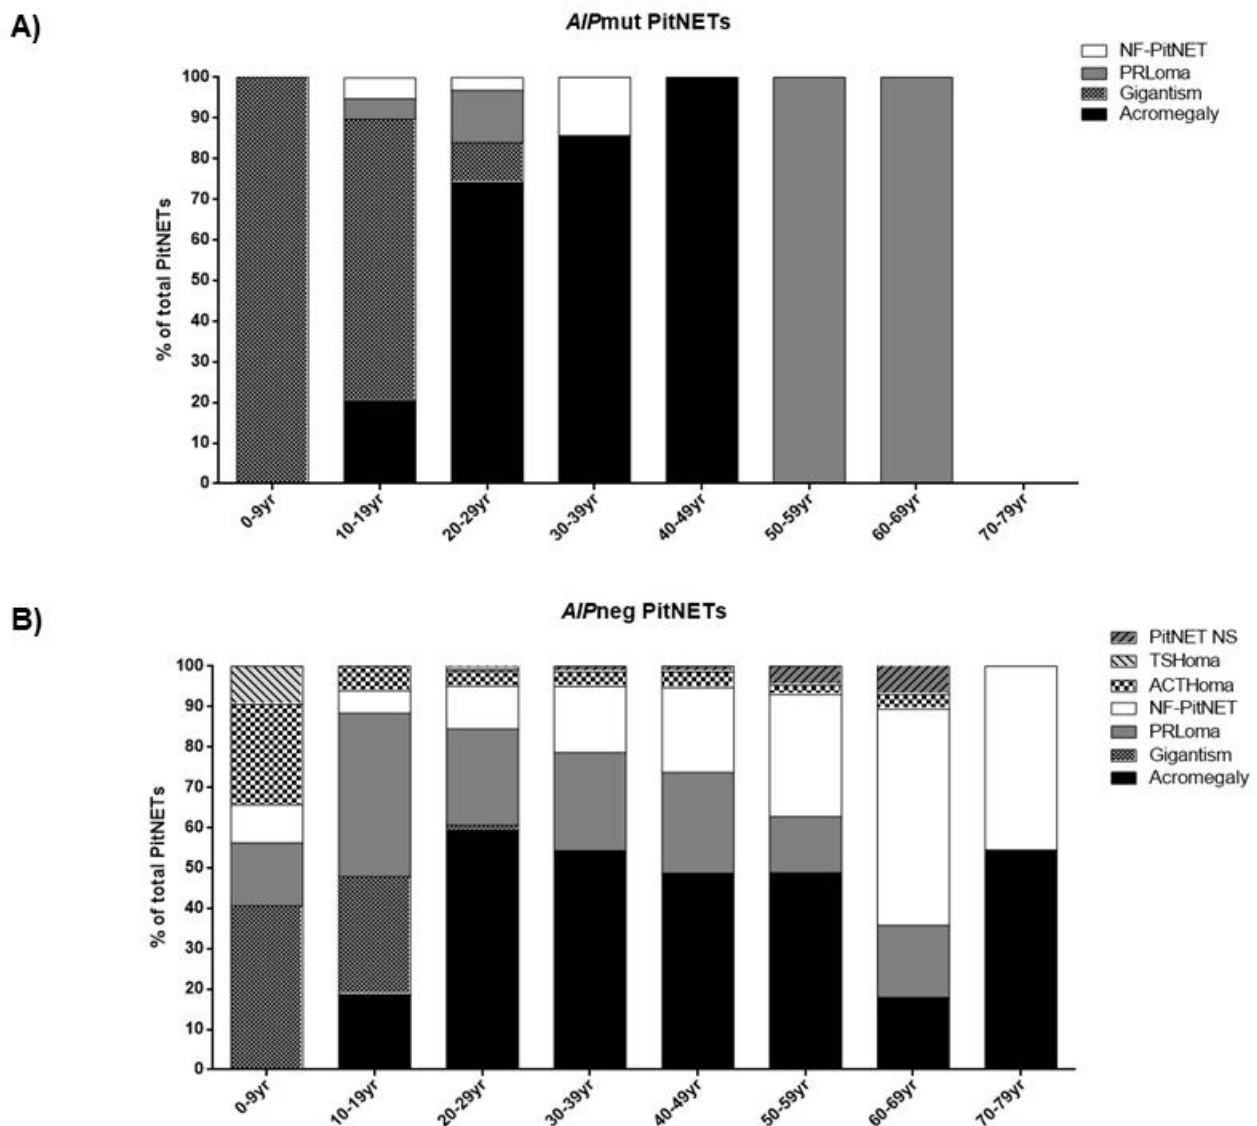 A)
AIPmut PitNETs
NF-PitNET
PRLoma
Gigantism
Acromegaly
% of total PitNETs
100
90
80
70
60
50
40
30
20
10
0
0-9yr
10-19yr
20-29yr
30-39yr
40-49yr
50-59yr
60-69yr
70-79yr
B)
AIPneg PitNETs
PitNET NS
TSHoma
ACTHoma
NF-PitNET
PRLoma
Gigantism
Acromegaly
% of total PitNETs
100
90
80
70
60
50
40
30
20
10
0
0-9yr
10-19yr
20-29yr
30-39yr
40-49yr
50-59yr
60-69yr
70-79yr